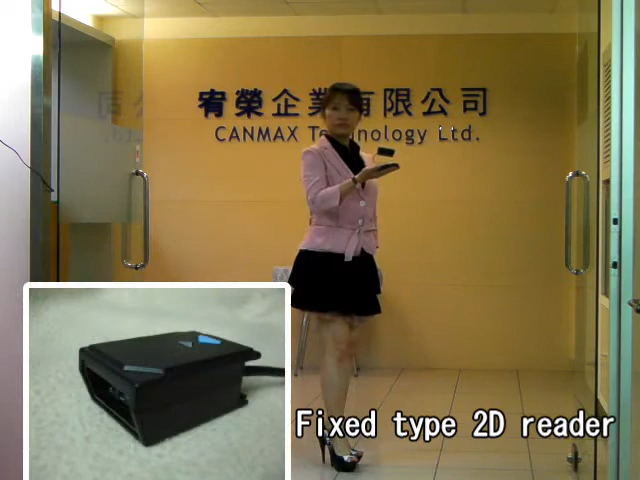 宥榮企業有限公司
CANMAX Technology Ltd.
Fixed type 2D reader